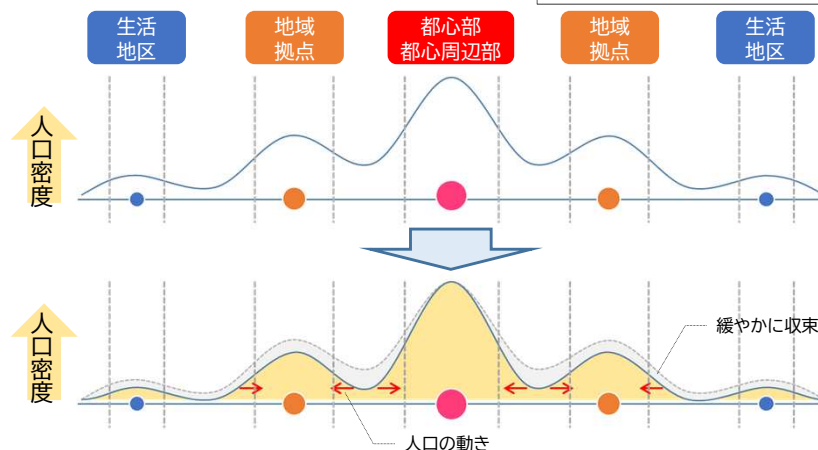 生活
地区
地域
拠点
都心部
都心周辺部
地域
拠点
生活
地区
人口密度
人口密度
緩やかに収束
人口の動き